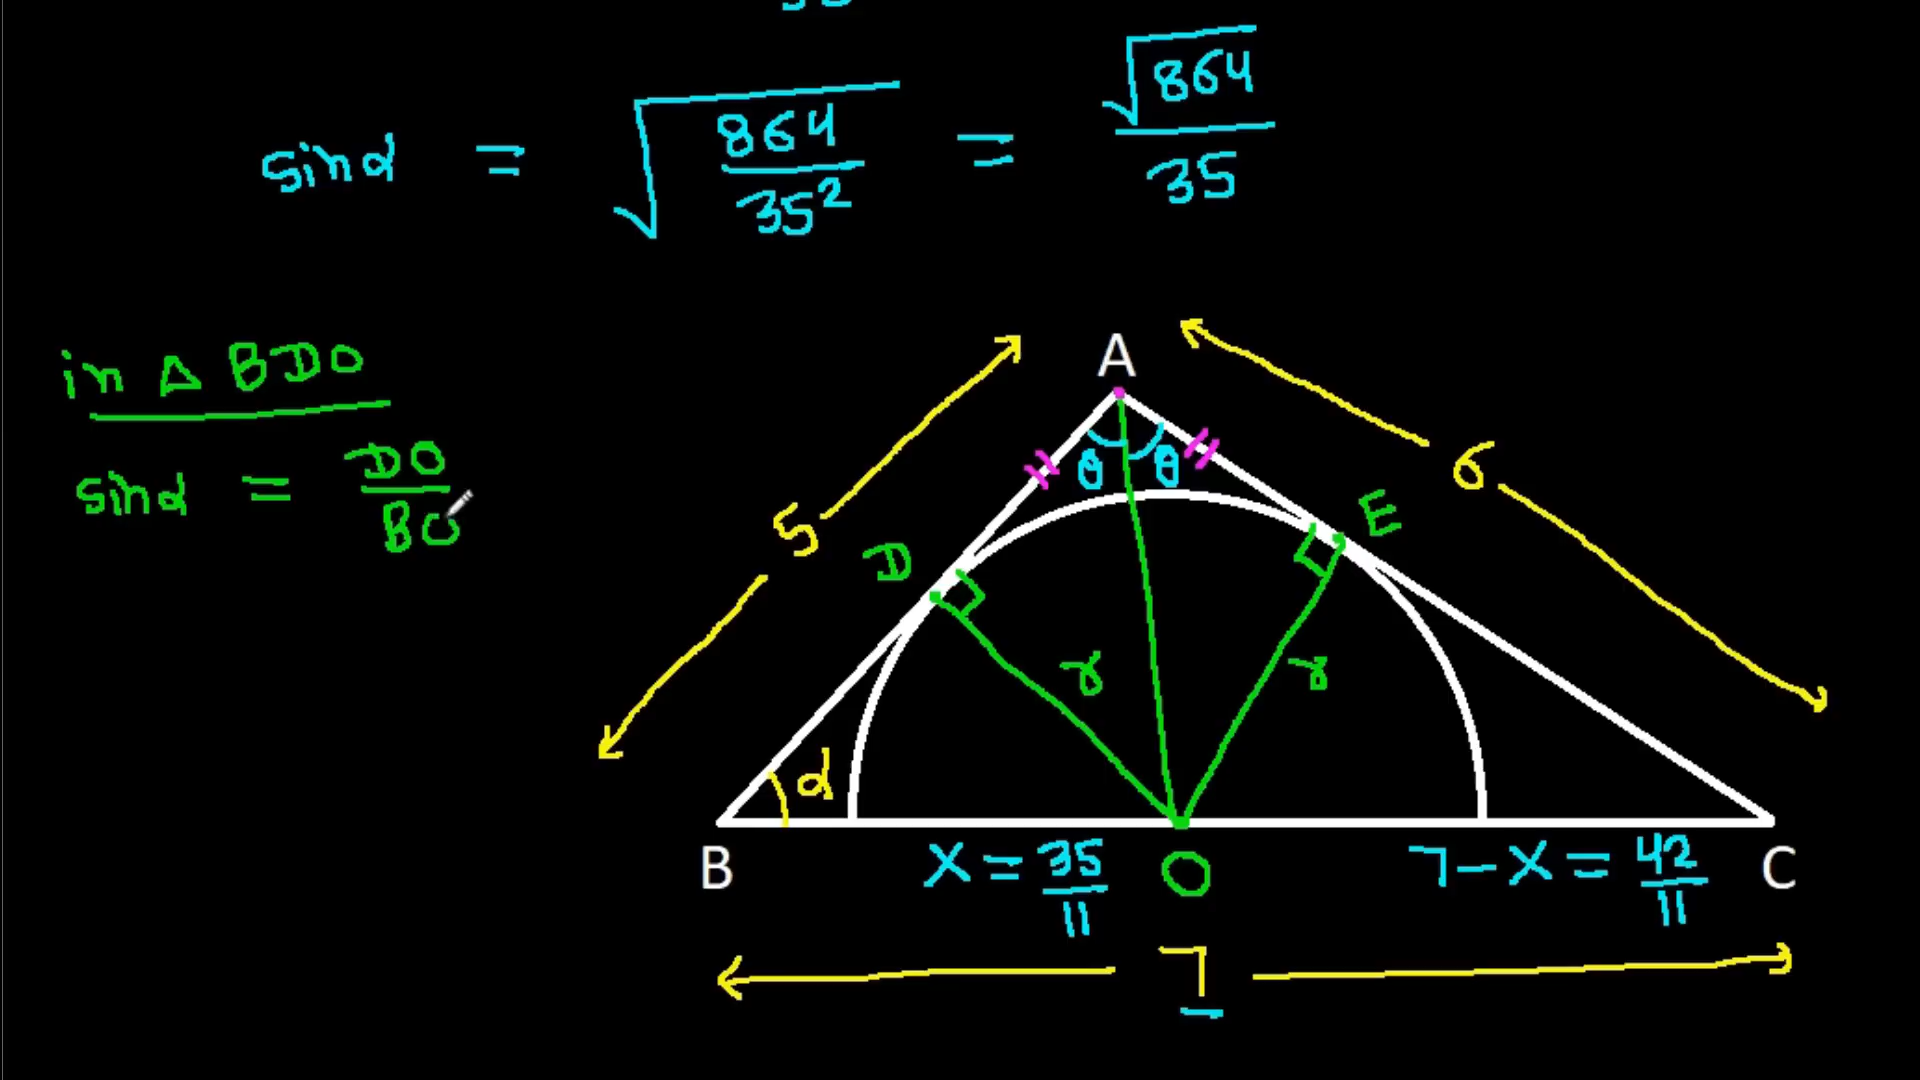 sinα = √(864/35²) = √864/35
in Δ BDO
sinα = DO/BO
A
θ θ
5
6
D
E
r r
α
B
x = 35/11
O
7-x = 42/11
C
7